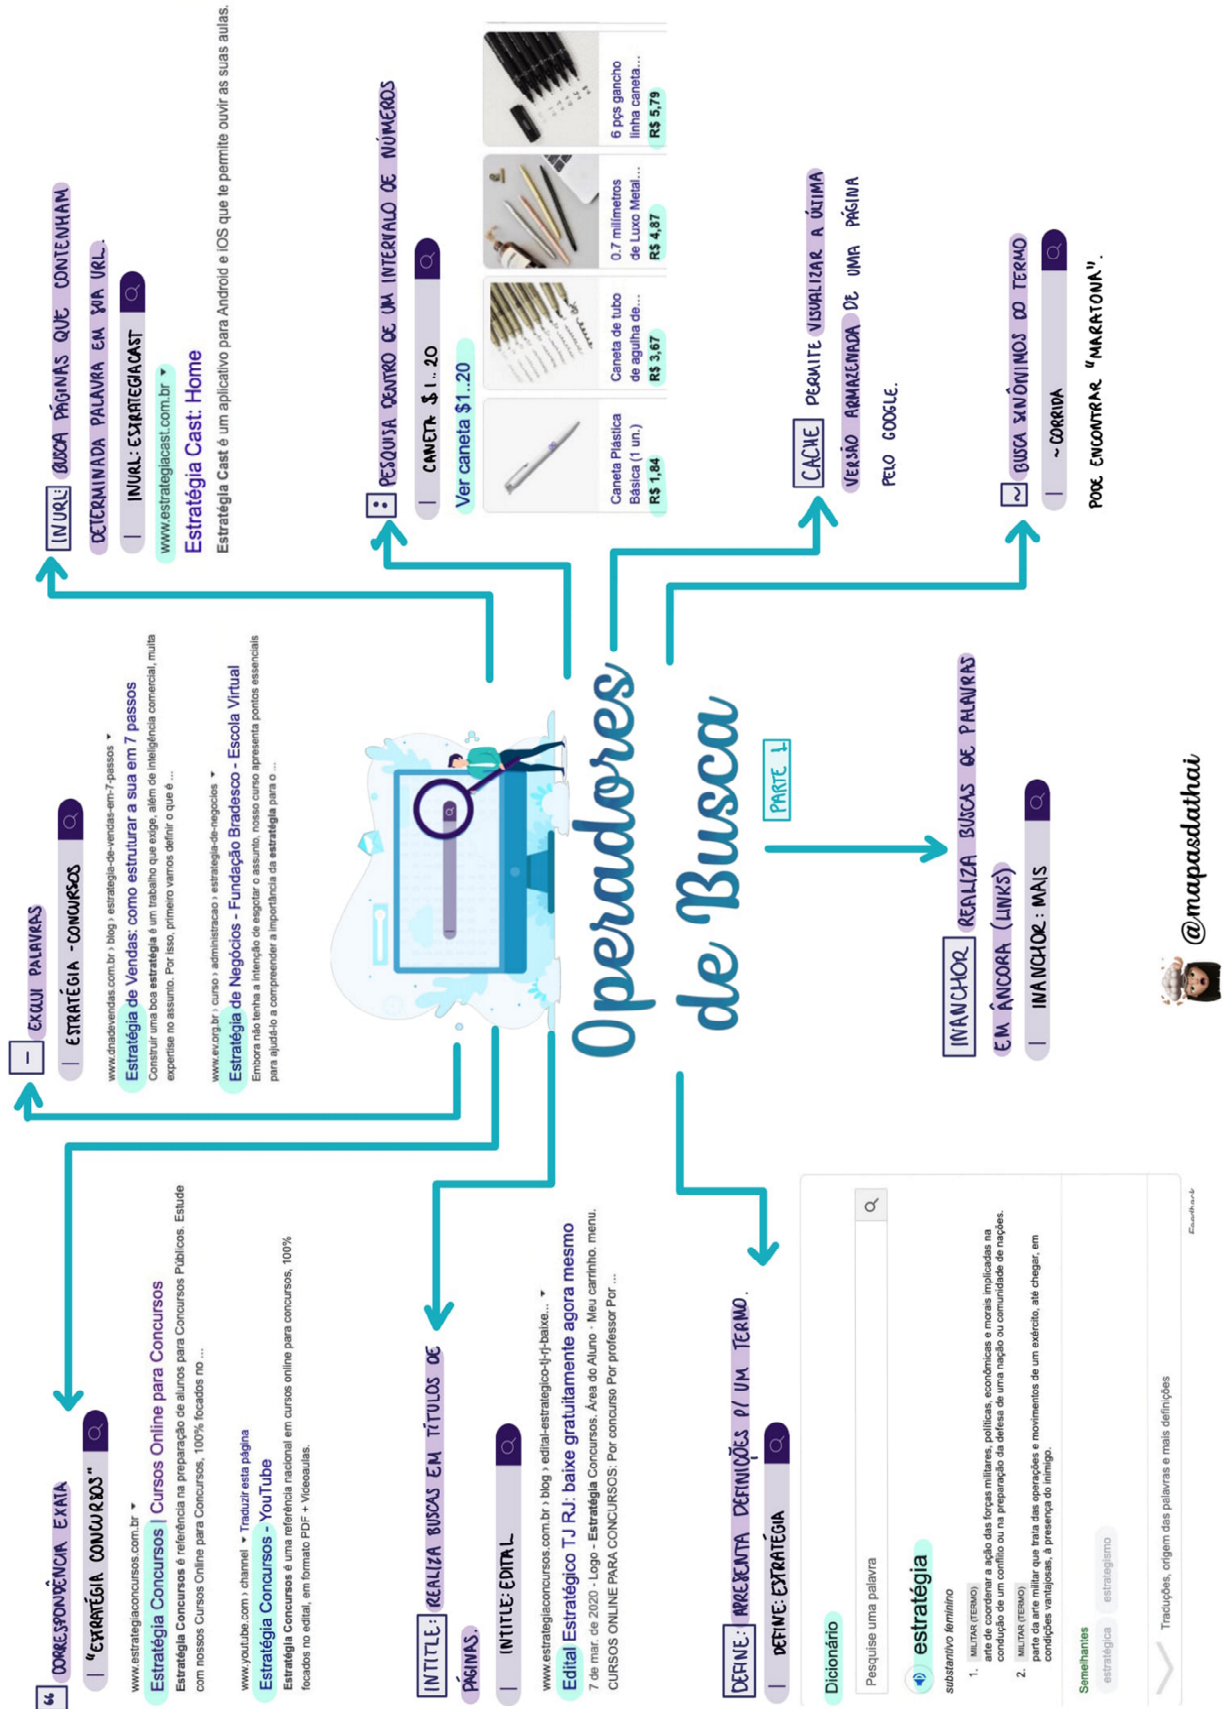 “ CORRESPONDÊNCIA EXATA
| “ESTRATÉGIA CONCURSOS”
www.estrategiaconcursos.com.br
Estratégia Concursos | Cursos Online para Concursos
Estratégia Concursos é referência na preparação de alunos para Concursos Públicos. Estude
com nossos Cursos Online para Concursos, 100% focados no ...
www.youtube.com › channel Traduzir esta página
Estratégia Concursos - YouTube
Estratégia Concursos é uma referência nacional em cursos online para concursos, 100%
focados no edital, em formato PDF + Videoaulas.
- EXCLUI PALAVRAS
| ESTRATÉGIA -CONCURSOS
www.dnadevendas.com.br › blog › estrategia-de-vendas-em-7-passos
Estratégia de Vendas: como estruturar a sua em 7 passos
Construir uma boa estratégia é um trabalho que exige, além de inteligência comercial, muita
expertise no assunto. Por isso, primeiro vamos definir o que é ...
www.ev.org.br › curso › administracao › estrategia-de-negocios
Estratégia de Negócios - Fundação Bradesco - Escola Virtual
Embora não tenha a intenção de esgotar o assunto, nosso curso apresenta pontos essenciais
para ajudá-lo a compreender a importância da estratégia para o ...
INURL: BUSCA PÁGINAS QUE CONTENHAM
DETERMINADA PALAVRA EM SUA URL.
| INURL: ESTRATEGIACAST
www.estrategiacast.com.br
Estratégia Cast: Home
Estratégia Cast é um aplicativo para Android e iOS que te permite ouvir as suas aulas.
INTITLE: REALIZA BUSCAS EM TÍTULOS DE
PÁGINAS.
| INTITLE: EDITAL
www.estrategiaconcursos.com.br › blog › edital-estrategico-tj-rj-baixe...
Edital Estratégico TJ RJ: baixe gratuitamente agora mesmo
7 de mar. de 2020 - Logo - Estratégia Concursos. Área do Aluno · Meu carrinho. menu.
CURSOS ONLINE PARA CONCURSOS: Por concurso Por professor Por ...
: PESQUISA DENTRO DE UM INTERVALO DE NÚMEROS
| CANETA $1..20
Ver caneta $1..20
Caneta Plástica
Básica (1 un.)
R$ 1,84
Caneta de tubo
de agulha de...
R$ 3,67
0.7 milímetros
de Luxo Metal...
R$ 4,87
6 pçs gancho
linha caneta...
R$ 5,79
Operadores
de Busca
PARTE 1
DEFINE: APRESENTA DEFINIÇÕES P/ UM TERMO.
| DEFINE: ESTRATÉGIA
Dicionário
Pesquise uma palavra
estratégia
substantivo feminino
1. MILITAR (TERMO)
arte de coordenar a ação das forças militares, políticas, econômicas e morais implicadas na
condução de um conflito ou na preparação da defesa de uma nação ou comunidade de nações.
2. MILITAR (TERMO)
parte da arte militar que trata das operações e movimentos de um exército, até chegar, em
condições vantajosas, à presença do inimigo.
Semelhantes
estratégica estrategismo
Traduções, origem das palavras e mais definições
Feedback
INANCHOR REALIZA BUSCAS DE PALAVRAS
EM ÂNCORA (LINKS)
| INANCHOR: MAIS
CACHE PERMITE VISUALIZAR A ÚLTIMA
VERSÃO ARMAZENADA DE UMA PÁGINA
PELO GOOGLE.
~ BUSCA SINÔNIMOS DO TERMO
| ~CORRIDA
PODE ENCONTRAR “MARATONA”.
@mapasdathai